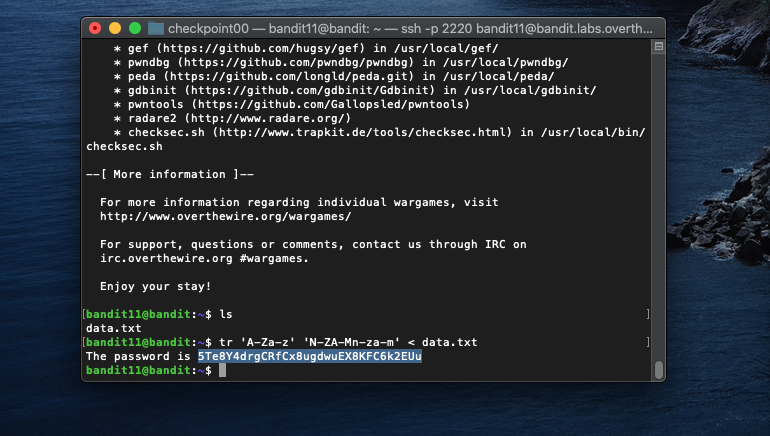 checkpoint00 — bandit11@bandit: ~ — ssh -p 2220 bandit11@bandit.labs.overth...
* gef (https://github.com/hugsy/gef) in /usr/local/gef/
* pwndbg (https://github.com/pwndbg/pwndbg) in /usr/local/pwndbg/
* peda (https://github.com/longld/peda.git) in /usr/local/peda/
* gdbinit (https://github.com/gdbinit/Gdbinit) in /usr/local/gdbinit/
* pwntools (https://github.com/Gallopsled/pwntools)
* radare2 (http://www.radare.org/)
* checksec.sh (http://www.trapkit.de/tools/checksec.html) in /usr/local/bin/
checksec.sh
--[ More information ]--
For more information regarding individual wargames, visit
http://www.overthewire.org/wargames/
For support, questions or comments, contact us through IRC on
irc.overthewire.org #wargames.
Enjoy your stay!
[bandit11@bandit:~$ ls ]
data.txt
[bandit11@bandit:~$ tr 'A-Za-z' 'N-ZA-Mn-za-m' < data.txt ]
The password is 5Te8Y4drgCRfCx8ugdwuEX8KFC6k2EUu
bandit11@bandit:~$